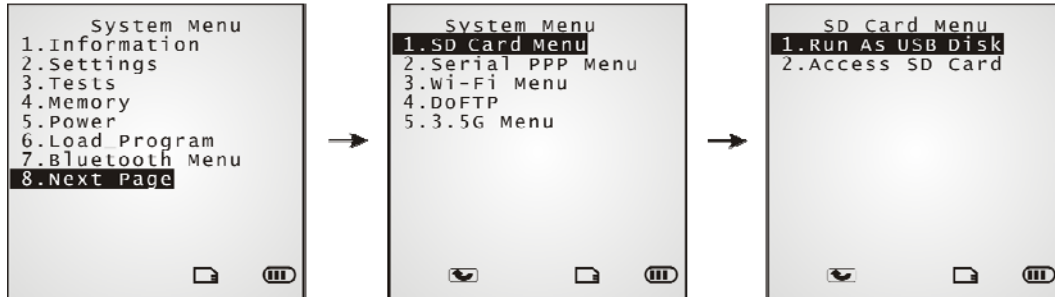 System Menu
1.Information
2.Settings
3.Tests
4.Memory
5.Power
6.Load Program
7.Bluetooth Menu
8.Next Page
System Menu
1.SD Card Menu
2.Serial PPP Menu
3.Wi-Fi Menu
4.DoFTP
5.3.5G Menu
SD Card Menu
1.Run As USB Disk
2.Access SD Card